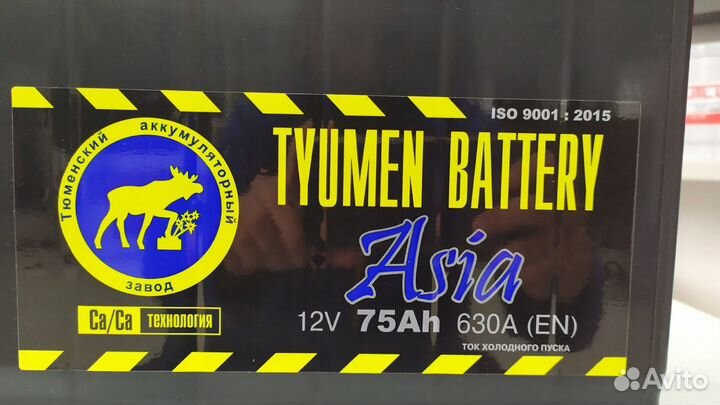 ISO 9001 : 2015
Тюменский аккумуляторный
завод
TYUMEN BATTERY
Asia
Ca/Ca технология
12V 75Ah 630A (EN)
ТОК ХОЛОДНОГО ПУСКА
Avito